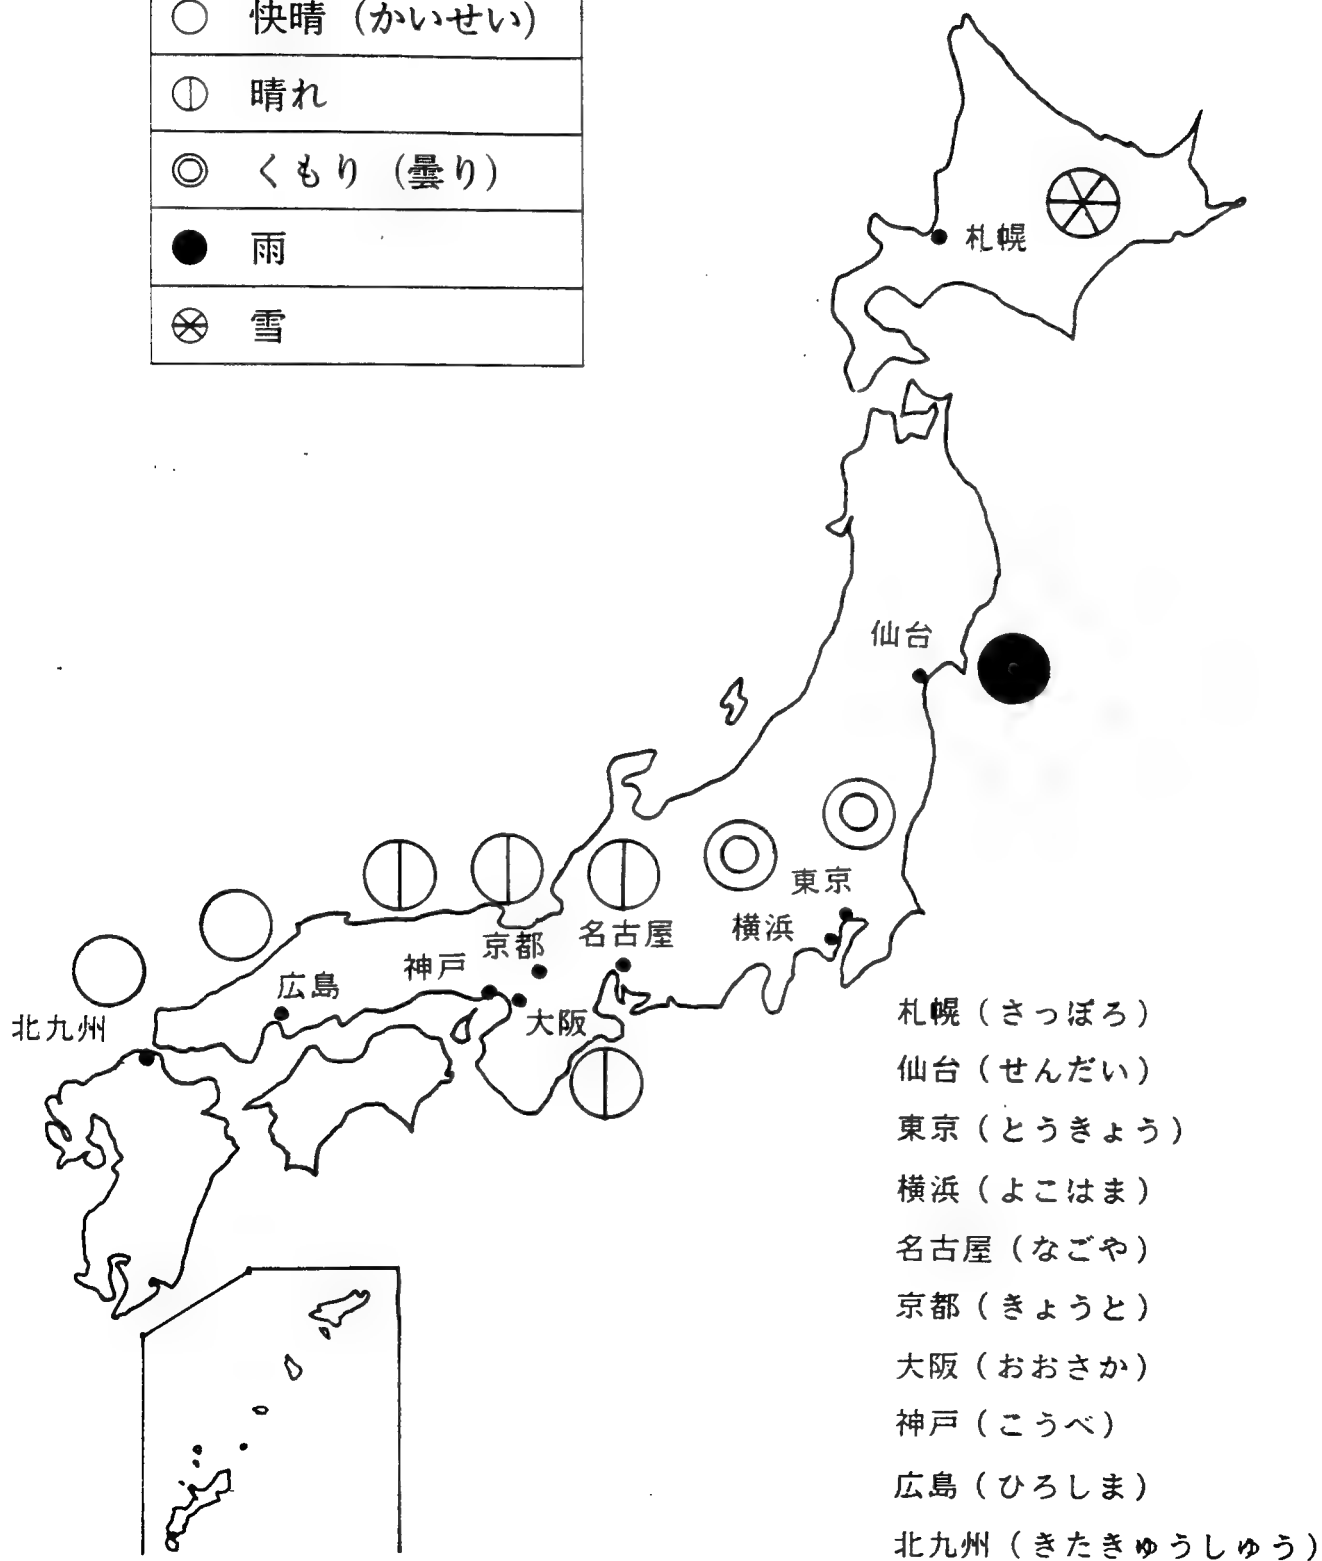 快晴（かいせい）
晴れ
くもり（曇り）
雨
雪
札幌
仙台
東京
横浜
名古屋
京都
神戸
大阪
広島
北九州
札幌（さっぽろ）
仙台（せんだい）
東京（とうきょう）
横浜（よこはま）
名古屋（なごや）
京都（きょうと）
大阪（おおさか）
神戸（こうべ）
広島（ひろしま）
北九州（きたきゅうしゅう）